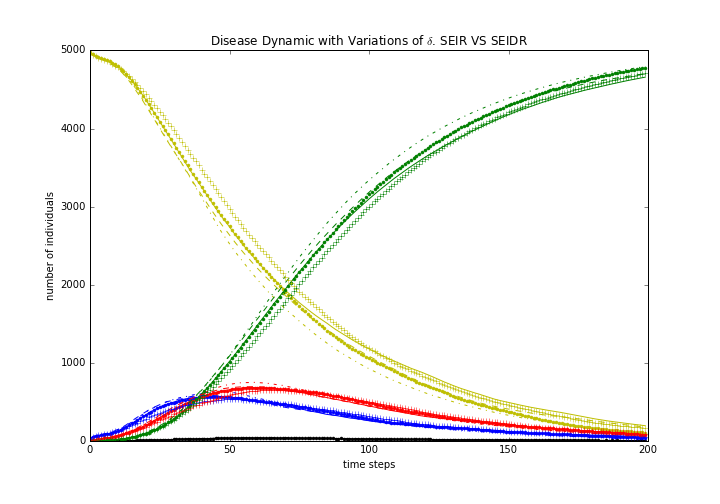 Disease Dynamic with Variations of δ. SEIR VS SEIDR
5000
4000
3000
2000
1000
0
number of individuals
0 50 100 150 200
time steps